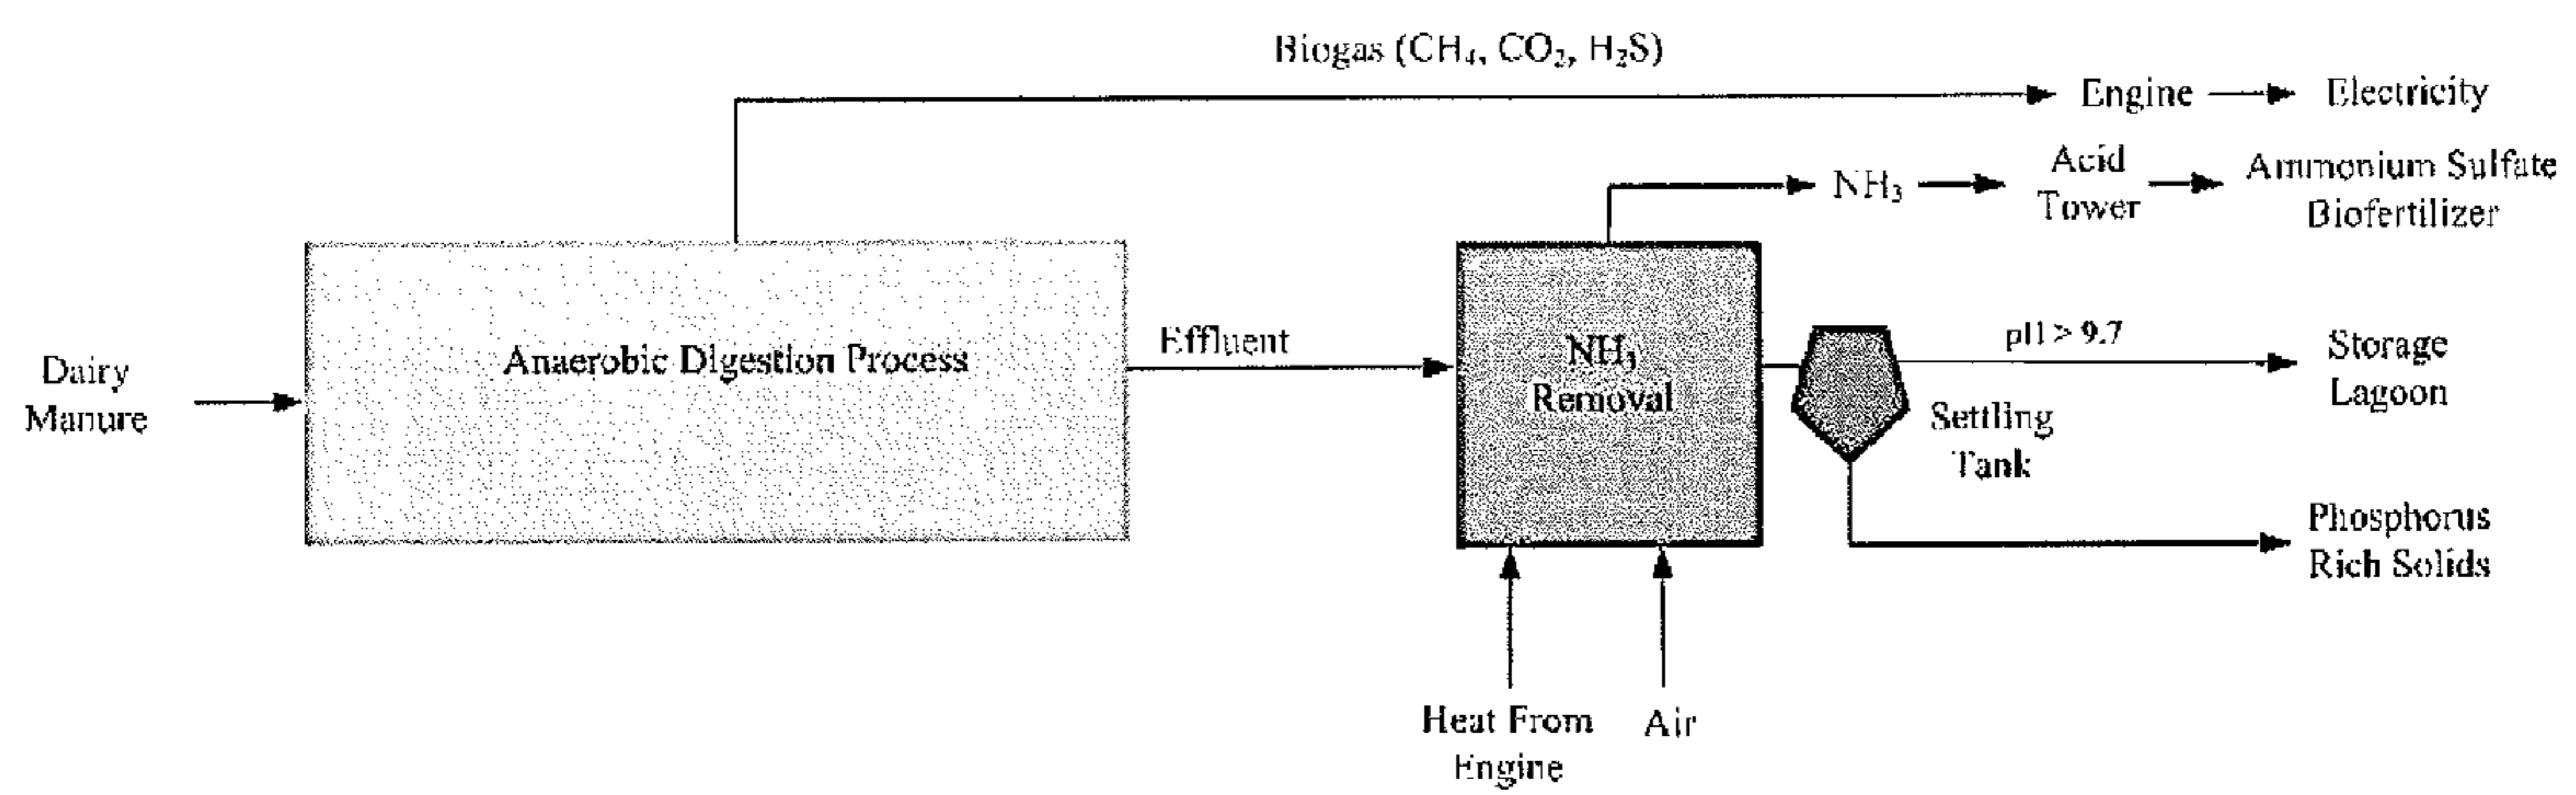 Biogas (CH₄, CO₂, H₂S)
Engine
Electricity
NH₃
Acid
Tower
Ammonium Sulfate
Biofertilizer
Dairy
Manure
Anaerobic Digestion Process
Effluent
NH₃
Removal
pH > 9.7
Storage
Lagoon
Settling
Tank
Phosphorus
Rich Solids
Heat From
Engine
Air